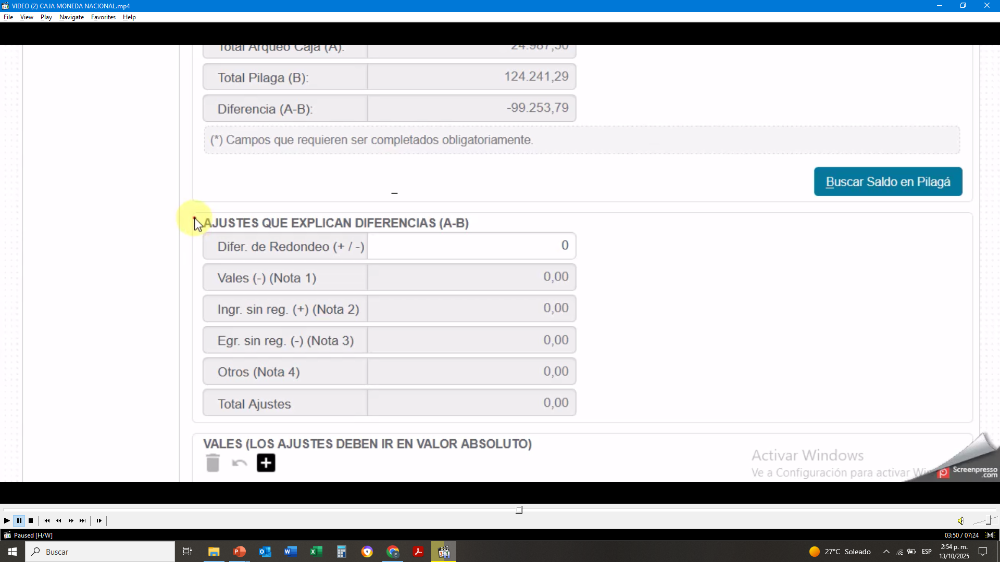 VIDEO (2) CAJA MONEDA NACIONAL.mp4
File View Play Navigate Favorites Help
Total Arqueo Caja (A): 24.987,50
Total Pilaga (B): 124.241,29
Diferencia (A-B): -99.253,79
(*) Campos que requieren ser completados obligatoriamente.
Buscar Saldo en Pilagá
AJUSTES QUE EXPLICAN DIFERENCIAS (A-B)
Difer. de Redondeo (+ / -) 0
Vales (-) (Nota 1) 0,00
Ingr. sin reg. (+) (Nota 2) 0,00
Egr. sin reg. (-) (Nota 3) 0,00
Otros (Nota 4) 0,00
Total Ajustes 0,00
VALES (LOS AJUSTES DEBEN IR EN VALOR ABSOLUTO)
Activar Windows
Ve a Configuración para activar Wi
Screenpresso
.com
Paused [H/W] 03:50 / 07:24
Buscar
27°C Soleado
ESP
2:54 p. m.
13/10/2025